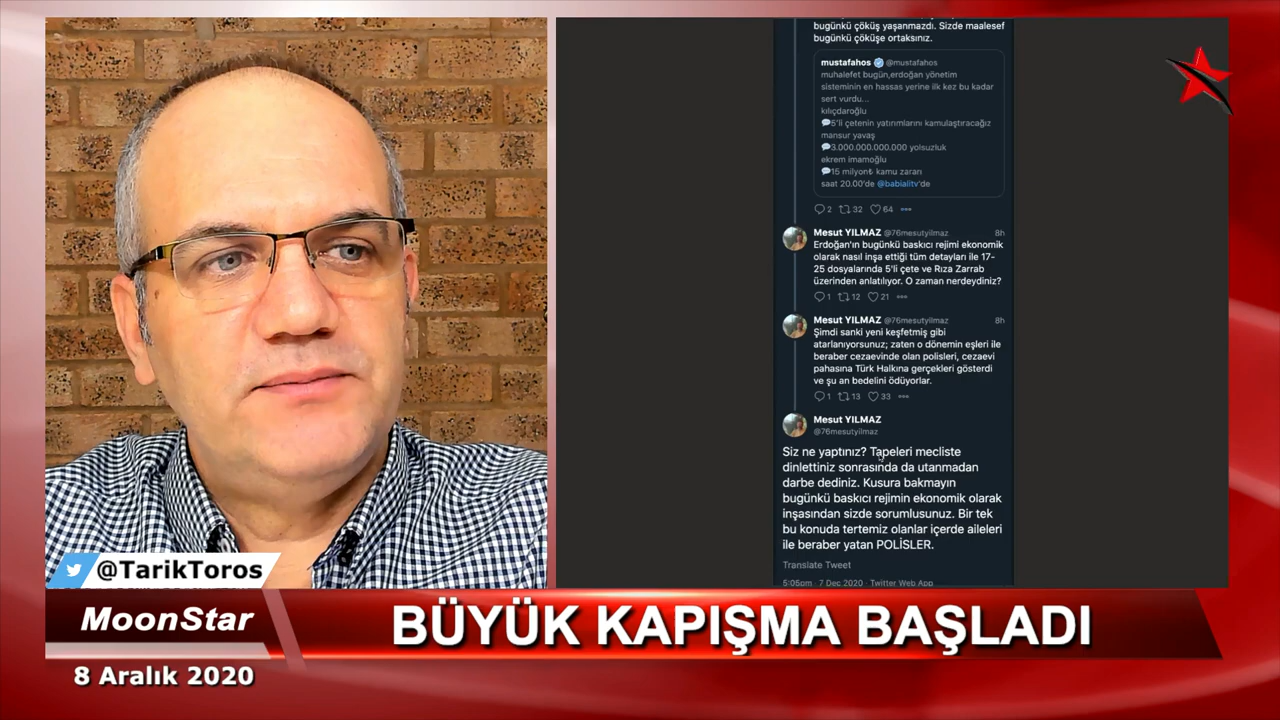 bugünkü çöküş yaşanmazdı. Sizde maalesef
bugünkü çöküşe ortaksınız.
mustafahos @mustafahos
muhalefet bugün,erdoğan yönetim
sisteminin en hassas yerine ilk kez bu kadar
sert vurdu...
kılıçdaroğlu
5'li çetenin yatırımlarını kamulaştıracağız
mansur yavaş
3.000.000.000.000 yolsuzluk
ekrem imamoğlu
15 milyon₺ kamu zararı
saat 20.00'de @babialitv'de
2 32 64
Mesut YILMAZ @76mesutyilmaz 8h
Erdoğan'ın bugünkü baskıcı rejimi ekonomik
olarak nasıl inşa ettiği tüm detayları ile 17-
25 dosyalarında 5'li çete ve Rıza Zarrab
üzerinden anlatılıyor. O zaman nerdeydiniz?
1 12 21
Mesut YILMAZ @76mesutyilmaz 8h
Şimdi sanki yeni keşfetmiş gibi
atarlanıyorsunuz; zaten o dönemin eşleri ile
beraber cezaevinde olan polisleri, cezaevi
pahasına Türk Halkına gerçekleri gösterdi
ve şu an bedelini ödüyorlar.
1 13 33
Mesut YILMAZ
@76mesutyilmaz
Siz ne yaptınız? Tapeleri mecliste
dinlettiniz sonrasında da utanmadan
darbe dediniz. Kusura bakmayın
bugünkü baskıcı rejimin ekonomik olarak
inşasından sizde sorumlusunuz. Bir tek
bu konuda tertemiz olanlar içerde aileleri
ile beraber yatan POLİSLER.
Translate Tweet
5:05pm · 7 Dec 2020 · Twitter Web App
@TarikToros
MoonStar
BÜYÜK KAPIŞMA BAŞLADI
8 Aralık 2020